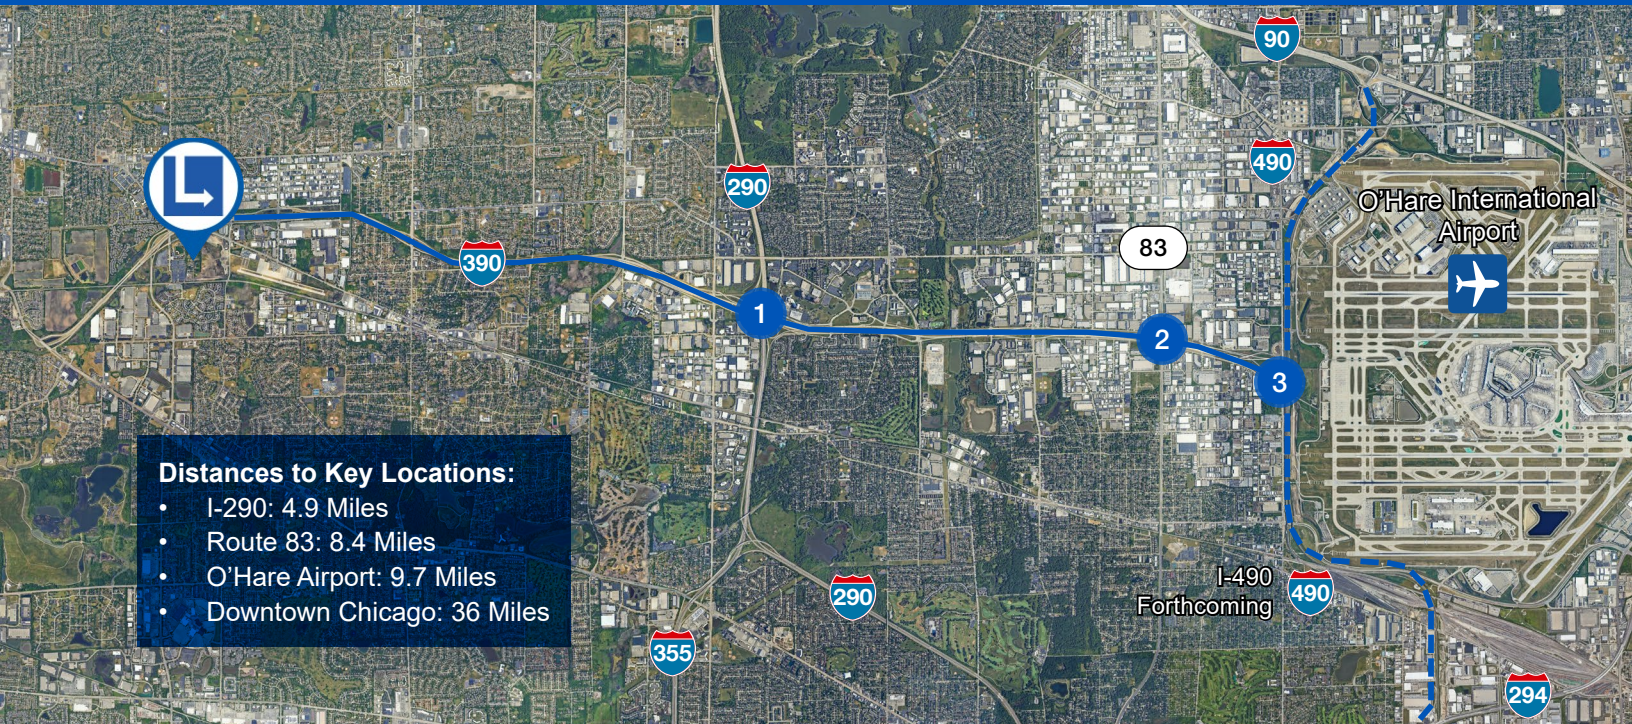 90
490
290
O'Hare International
Airport
83
390
1
2
3
Distances to Key Locations:
• I-290: 4.9 Miles
• Route 83: 8.4 Miles
• O'Hare Airport: 9.7 Miles
• Downtown Chicago: 36 Miles
I-490
Forthcoming
490
290
355
294